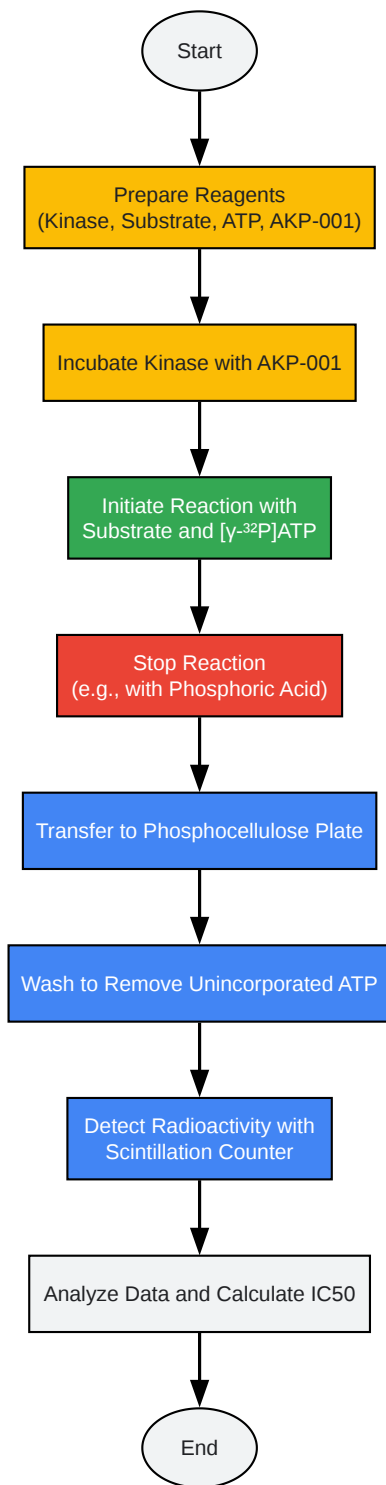 Start
Prepare Reagents
(Kinase, Substrate, ATP, AKP-001)
Incubate Kinase with AKP-001
Initiate Reaction with
Substrate and [γ-³²P]ATP
Stop Reaction
(e.g., with Phosphoric Acid)
Transfer to Phosphocellulose Plate
Wash to Remove Unincorporated ATP
Detect Radioactivity with
Scintillation Counter
Analyze Data and Calculate IC50
End